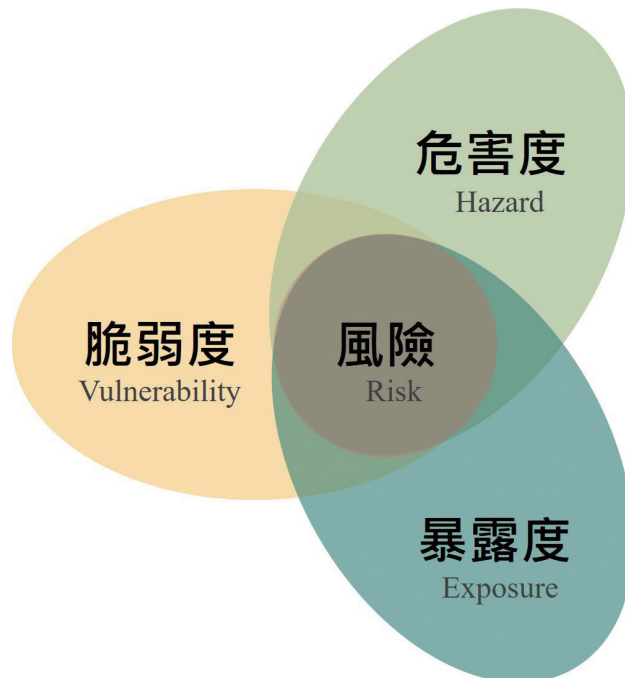 危害度
Hazard
脆弱度
Vulnerability
風險
Risk
暴露度
Exposure